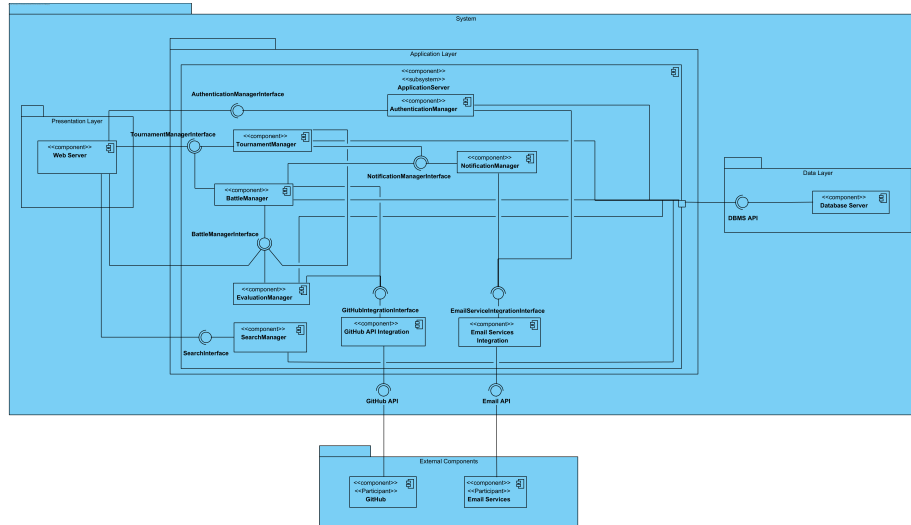 System
Application Layer
<<component>>
<<subsystem>>
ApplicationServer
AuthenticationManagerInterface
<<component>>
AuthenticationManager
Presentation Layer
TournamentManagerInterface
<<component>>
TournamentManager
<<component>>
Web Server
<<component>>
NotificationManager
NotificationManagerInterface
Data Layer
<<component>>
BattleManager
<<component>>
Database Server
DBMS API
BattleManagerInterface
<<component>>
EvaluationManager
GitHubIntegrationInterface
EmailServiceIntegrationInterface
<<component>>
SearchManager
<<component>>
GitHub API Integration
<<component>>
Email Services
Integration
SearchInterface
GitHub API
Email API
External Components
<<component>>
<<Participant>>
GitHub
<<component>>
<<Participant>>
Email Services